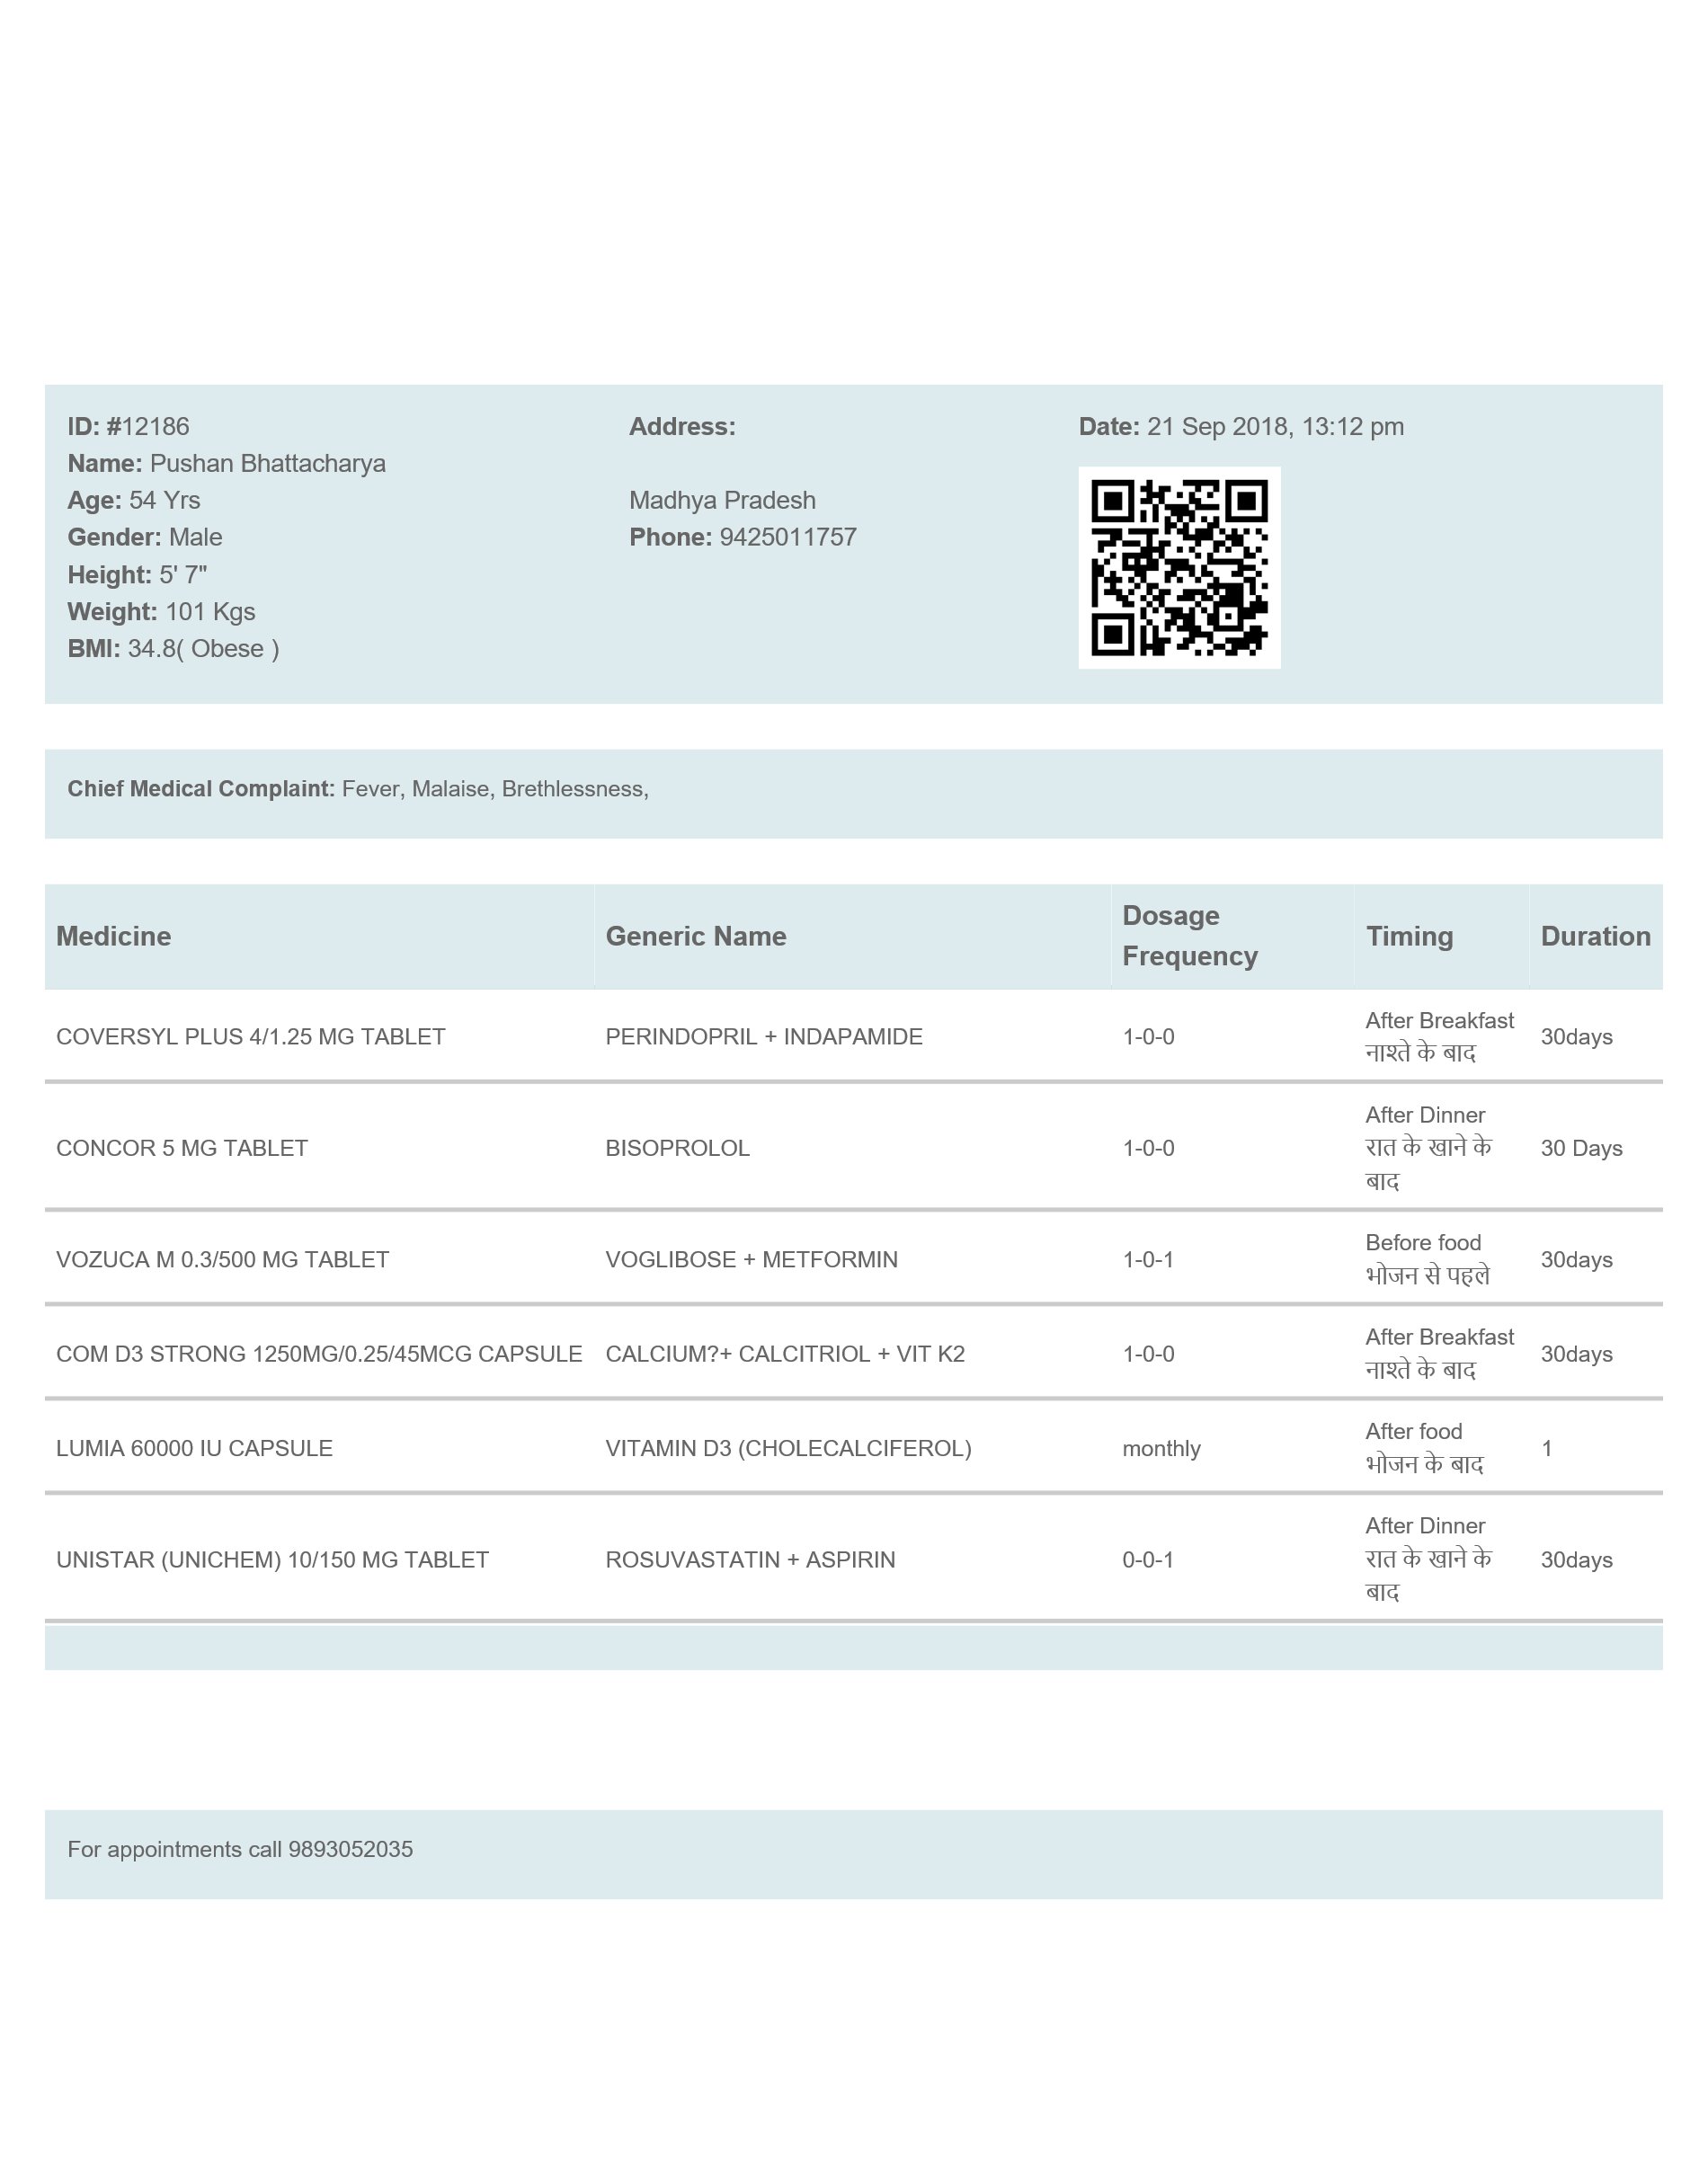 ID: #12186
Name: Pushan Bhattacharya
Age: 54 Yrs
Gender: Male
Height: 5' 7"
Weight: 101 Kgs
BMI: 34.8( Obese )
Address:
Madhya Pradesh
Phone: 9425011757
Date: 21 Sep 2018, 13:12 pm
Chief Medical Complaint: Fever, Malaise, Brethlessness,
Medicine Generic Name Dosage Frequency Timing Duration
COVERSYL PLUS 4/1.25 MG TABLET PERINDOPRIL + INDAPAMIDE 1-0-0 After Breakfast नाश्ते के बाद 30days
CONCOR 5 MG TABLET BISOPROLOL 1-0-0 After Dinner रात के खाने के बाद 30 Days
VOZUCA M 0.3/500 MG TABLET VOGLIBOSE + METFORMIN 1-0-1 Before food भोजन से पहले 30days
COM D3 STRONG 1250MG/0.25/45MCG CAPSULE CALCIUM?+ CALCITRIOL + VIT K2 1-0-0 After Breakfast नाश्ते के बाद 30days
LUMIA 60000 IU CAPSULE VITAMIN D3 (CHOLECALCIFEROL) monthly After food भोजन के बाद 1
UNISTAR (UNICHEM) 10/150 MG TABLET ROSUVASTATIN + ASPIRIN 0-0-1 After Dinner रात के खाने के बाद 30days
For appointments call 9893052035